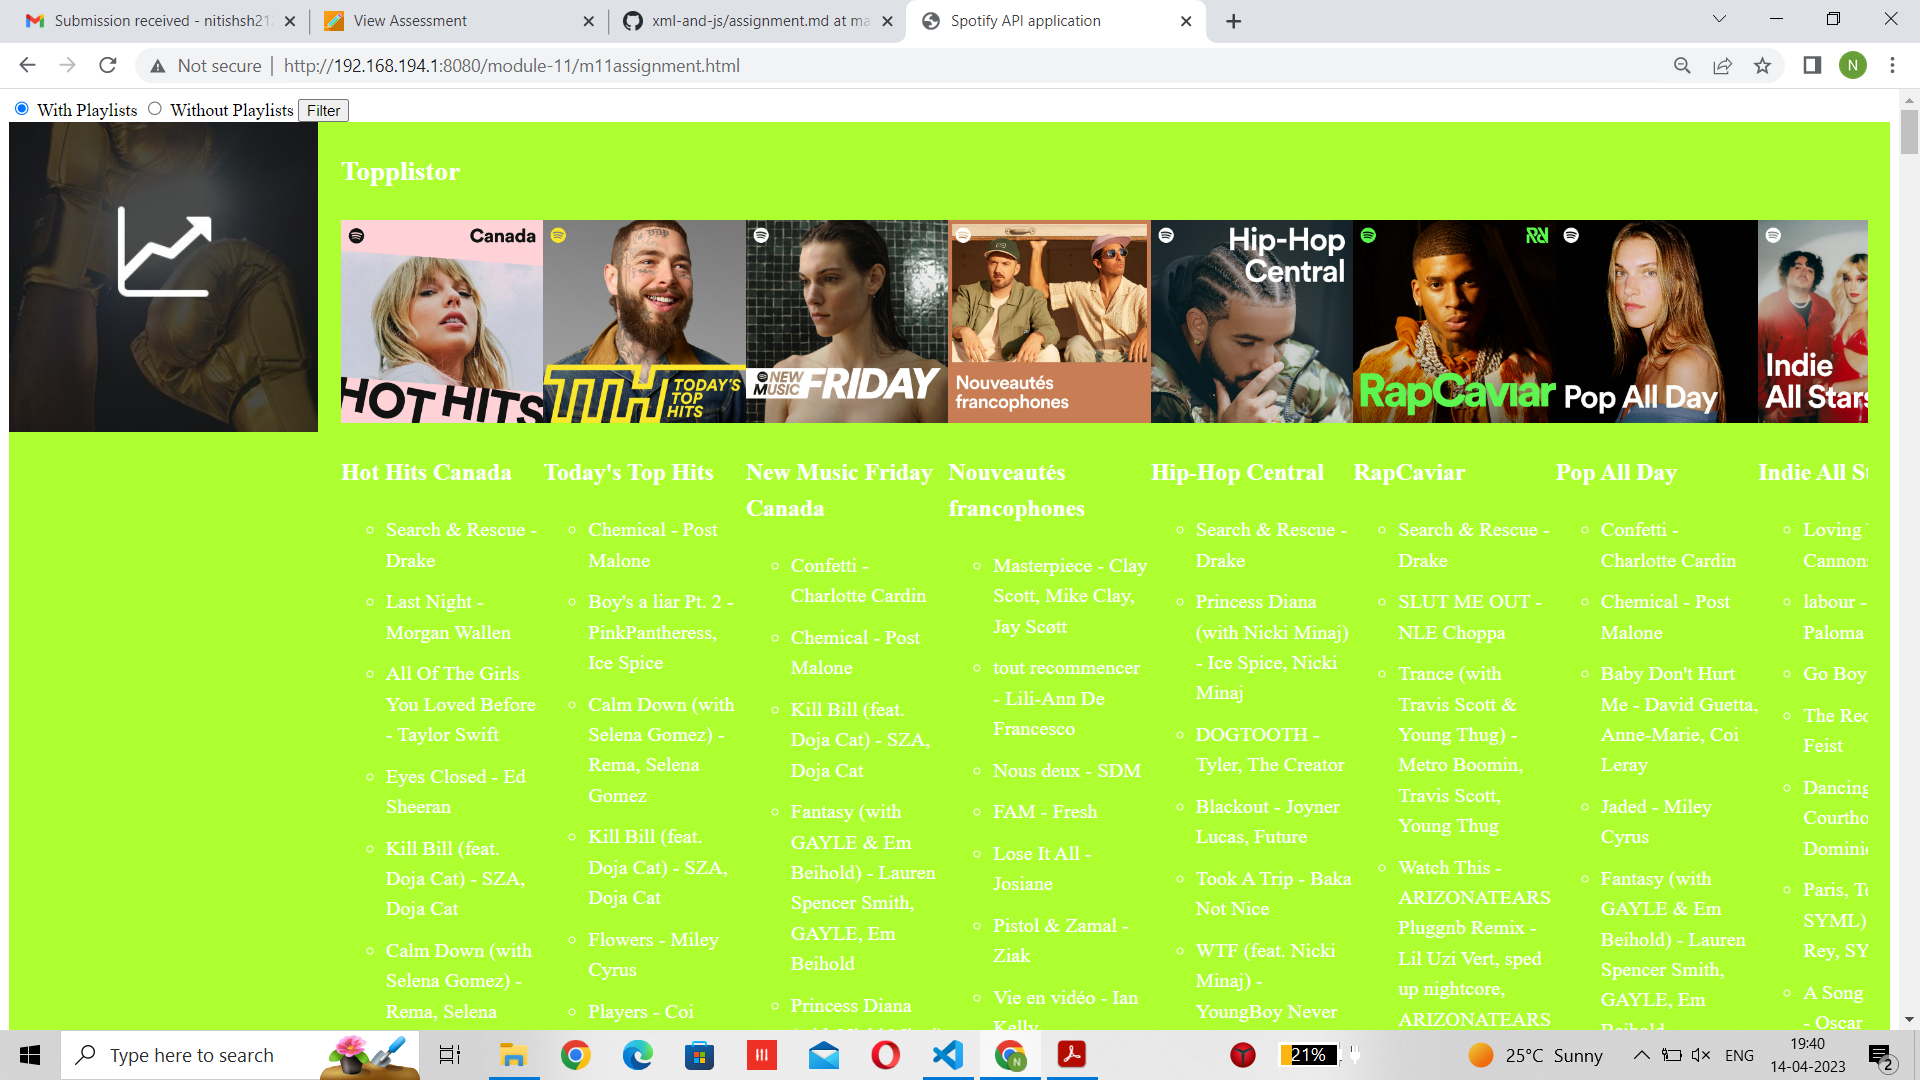 Submission received - nitishsh21
View Assessment
xml-and-js/assignment.md at ma
Spotify API application
Not secure | http://192.168.194.1:8080/module-11/m11assignment.html
N
With Playlists Without Playlists Filter
Topplistor
Canada
HOT HITS
TTH TODAY'S TOP HITS
NEW MUSIC FRIDAY
Nouveautés
francophones
Hip-Hop
Central
RapCaviar
Pop All Day
Indie
All Stars
Hot Hits Canada
Search & Rescue -
Drake
Last Night -
Morgan Wallen
All Of The Girls
You Loved Before
- Taylor Swift
Eyes Closed - Ed
Sheeran
Kill Bill (feat.
Doja Cat) - SZA,
Doja Cat
Calm Down (with
Selena Gomez) -
Rema, Selena
Today's Top Hits
Chemical - Post
Malone
Boy's a liar Pt. 2 -
PinkPantheress,
Ice Spice
Calm Down (with
Selena Gomez) -
Rema, Selena
Gomez
Kill Bill (feat.
Doja Cat) - SZA,
Doja Cat
Flowers - Miley
Cyrus
Players - Coi
New Music Friday
Canada
Confetti -
Charlotte Cardin
Chemical - Post
Malone
Kill Bill (feat.
Doja Cat) - SZA,
Doja Cat
Fantasy (with
GAYLE & Em
Beihold) - Lauren
Spencer Smith,
GAYLE, Em
Beihold
Princess Diana
Nouveautés
francophones
Masterpiece - Clay
Scott, Mike Clay,
Jay Scøtt
tout recommencer
- Lili-Ann De
Francesco
Nous deux - SDM
FAM - Fresh
Lose It All -
Josiane
Pistol & Zamal -
Ziak
Vie en vidéo - Ian
Kelly
Hip-Hop Central
Search & Rescue -
Drake
Princess Diana
(with Nicki Minaj)
- Ice Spice, Nicki
Minaj
DOGTOOTH -
Tyler, The Creator
Blackout - Joyner
Lucas, Future
Took A Trip - Baka
Not Nice
WTF (feat. Nicki
Minaj) -
YoungBoy Never
RapCaviar
Search & Rescue -
Drake
SLUT ME OUT -
NLE Choppa
Trance (with
Travis Scott &
Young Thug) -
Metro Boomin,
Travis Scott,
Young Thug
Watch This -
ARIZONATEARS
Pluggnb Remix -
Lil Uzi Vert, sped
up nightcore,
ARIZONATEARS
Pop All Day
Confetti -
Charlotte Cardin
Chemical - Post
Malone
Baby Don't Hurt
Me - David Guetta,
Anne-Marie, Coi
Leray
Jaded - Miley
Cyrus
Fantasy (with
GAYLE & Em
Beihold) - Lauren
Spencer Smith,
GAYLE, Em
Beihold
Indie All St
Loving
Cannon
labour -
Paloma
Go Boy
The Rec
Feist
Dancing
Courtho
Domini
Paris, T
SYML)
Rey, SY
A Song
- Oscar
Type here to search
N
21%
25°C Sunny
ENG
19:40
14-04-2023
2